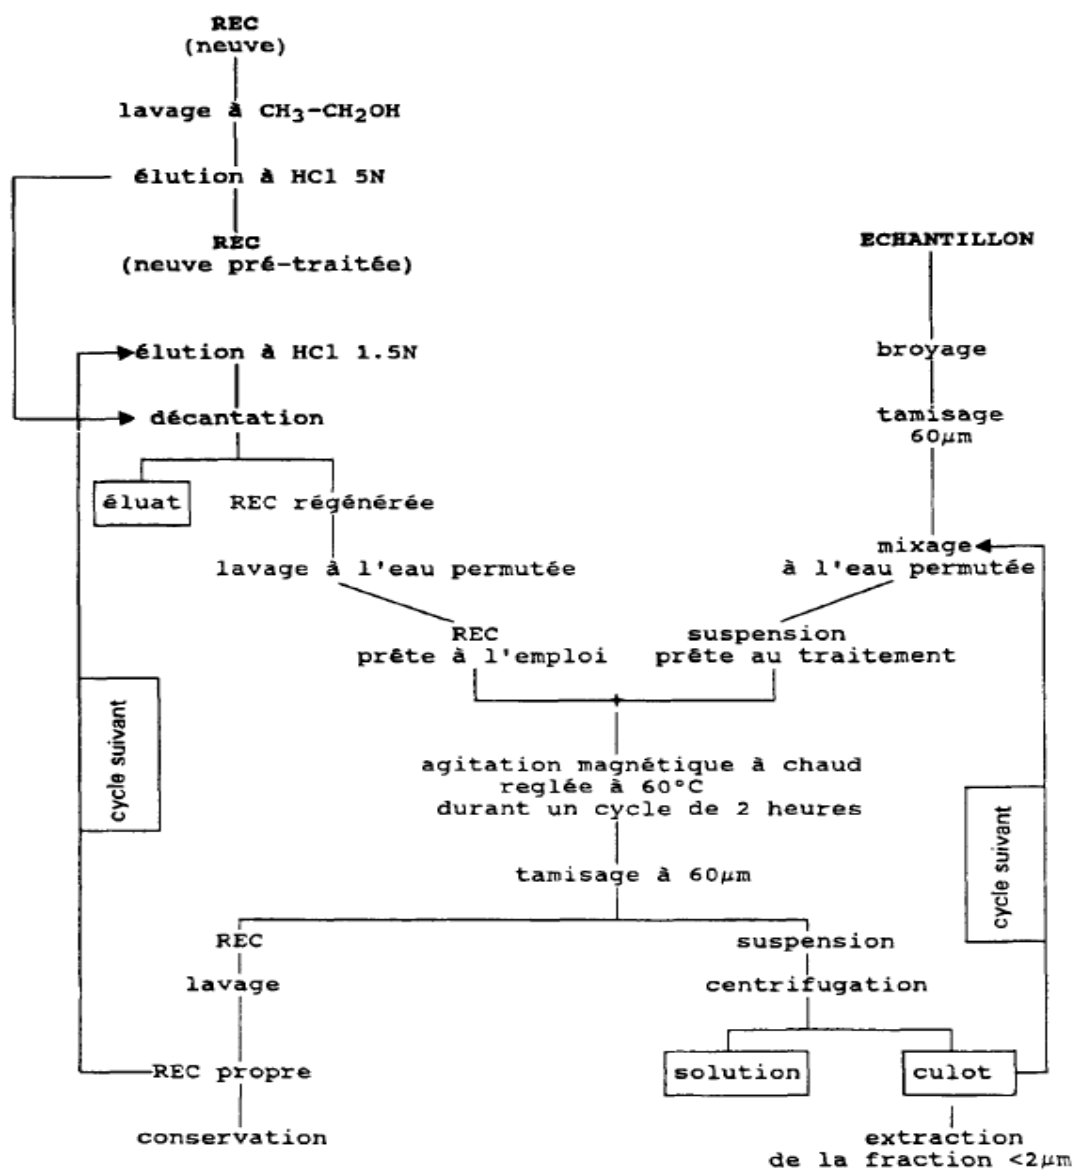 REC
(neuve)
lavage à CH3-CH2OH
élution à HCl 5N
REC
(neuve pré-traitée)
ECHANTILLON
élution à HCl 1.5N
broyage
décantation
tamisage
60µm
éluat
REC régénérée
mixage
à l'eau permutée
lavage à l'eau permutée
REC
prête à l'emploi
suspension
prête au traitement
cycle suivant
agitation magnétique à chaud
reglée à 60°C
durant un cycle de 2 heures
cycle suivant
tamisage à 60µm
REC
suspension
lavage
centrifugation
REC propre
solution
culot
conservation
extraction
de la fraction <2µm